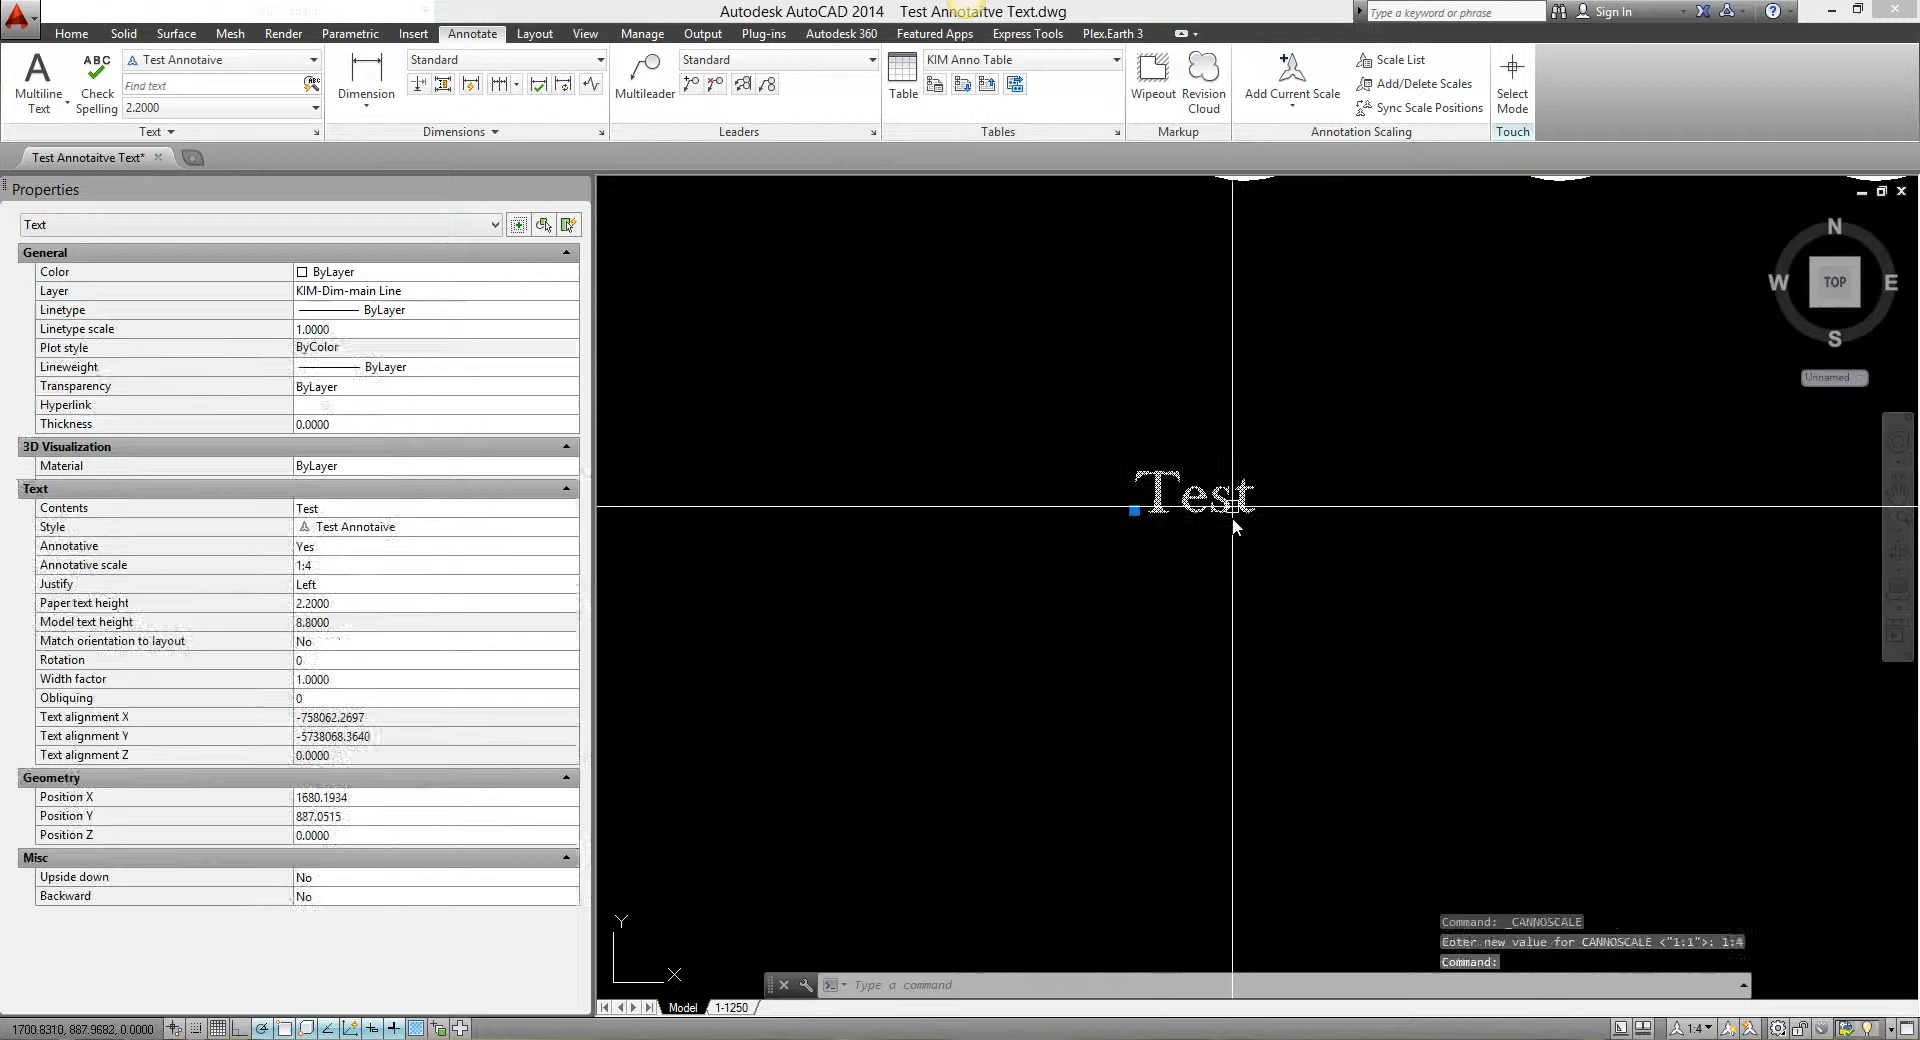 Autodesk AutoCAD 2014 Test Annotaitve Text.dwg
Type a keyword or phrase
Sign In
Home Solid Surface Mesh Render Parametric Insert Annotate Layout View Manage Output Plug-ins Autodesk 360 Featured Apps Express Tools Plex.Earth 3
Multiline Text
ABC
Check Spelling
Test Annotaive
Find text
ABC
2.2000
Text
Dimension
Standard
Dimensions
Multileader
Standard
Leaders
Table
KIM Anno Table
Tables
Wipeout
Revision Cloud
Markup
Add Current Scale
Scale List
Add/Delete Scales
Sync Scale Positions
Annotation Scaling
Select Mode
Touch
Test Annotaitve Text*
Properties
Text
General
Color ByLayer
Layer KIM-Dim-main Line
Linetype ByLayer
Linetype scale 1.0000
Plot style ByColor
Lineweight ByLayer
Transparency ByLayer
Hyperlink
Thickness 0.0000
3D Visualization
Material ByLayer
Text
Contents Test
Style Test Annotaive
Annotative Yes
Annotative scale 1:4
Justify Left
Paper text height 2.2000
Model text height 8.8000
Match orientation to layout No
Rotation 0
Width factor 1.0000
Obliquing 0
Text alignment X -758062.2697
Text alignment Y -5738068.3640
Text alignment Z 0.0000
Geometry
Position X 1680.1934
Position Y 887.0515
Position Z 0.0000
Misc
Upside down No
Backward No
Test
N
W TOP E
S
Unnamed
Y
X
Command: _CANNOSCALE
Enter new value for CANNOSCALE <"1:1">: 1:4
Command:
Type a command
Model 1-1250
1700.8310, 887.9682, 0.0000
1:4